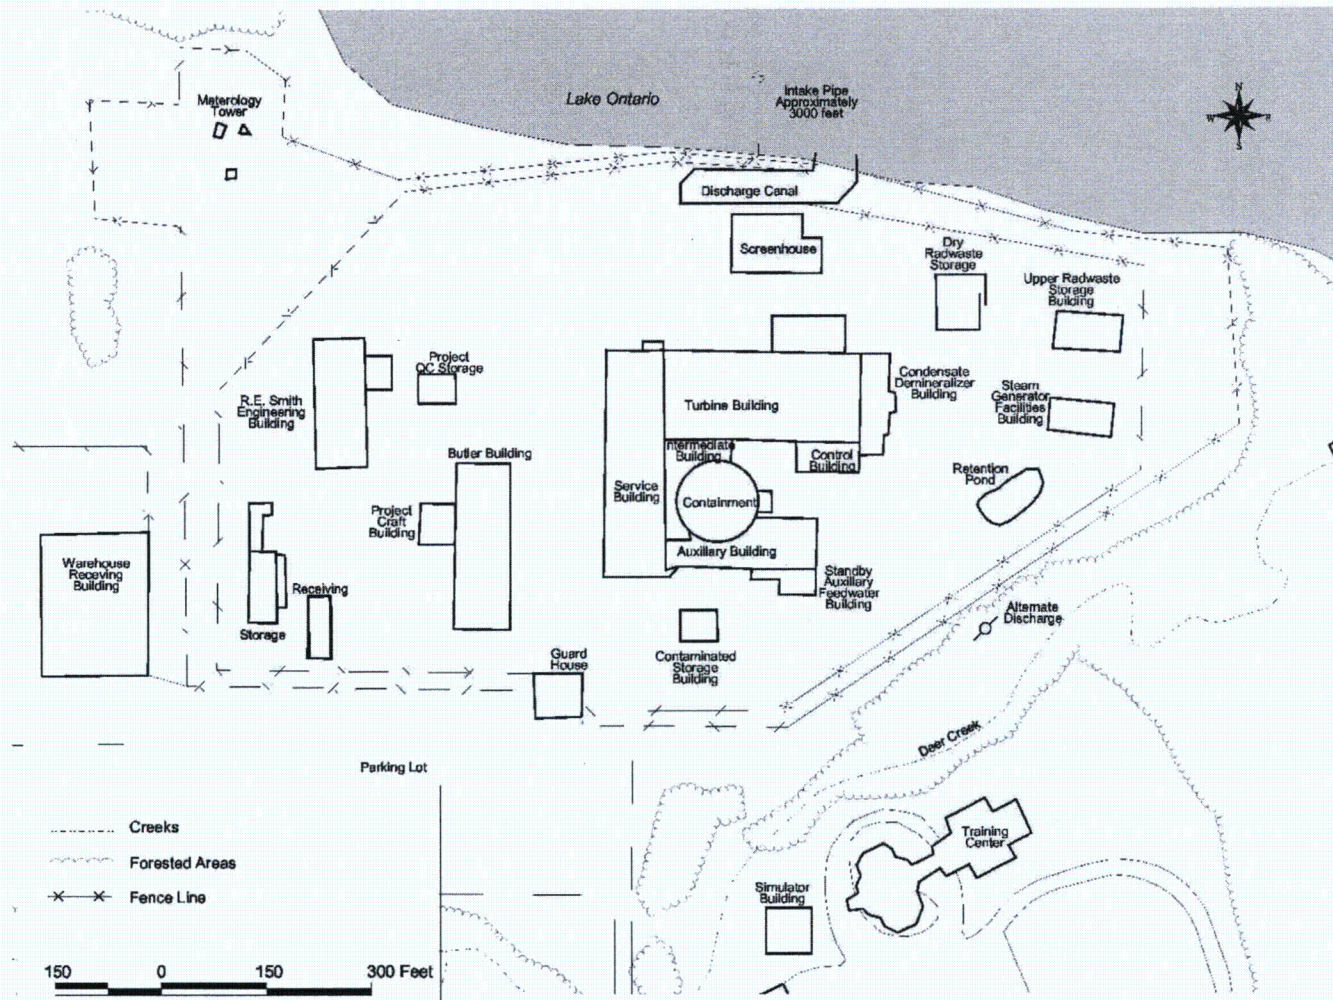 Lake Ontario
Intake Pipe
Approximately
3000 feet
N
W
S
Materology
Tower
Discharge Canal
Screenhouse
Dry
Radwaste
Storage
Upper Radwaste
Storage
Building
Project
QC Storage
R.E. Smith
Engineering
Building
Turbine Building
Condensate
Demineralizer
Building
Steam
Generator
Facilities
Building
Intermediate
Building
Control
Building
Butler Building
Retention
Pond
Service
Building
Containment
Project
Craft
Building
Auxillary Building
Warehouse
Receving
Building
Receiving
Storage
Standby
Auxillary
Feedwater
Building
Alternate
Discharge
Guard
House
Contaminated
Storage
Building
Deer Creek
Parking Lot
Training
Center
Simulator
Building
Creeks
Forested Areas
Fence Line
150 0 150 300 Feet